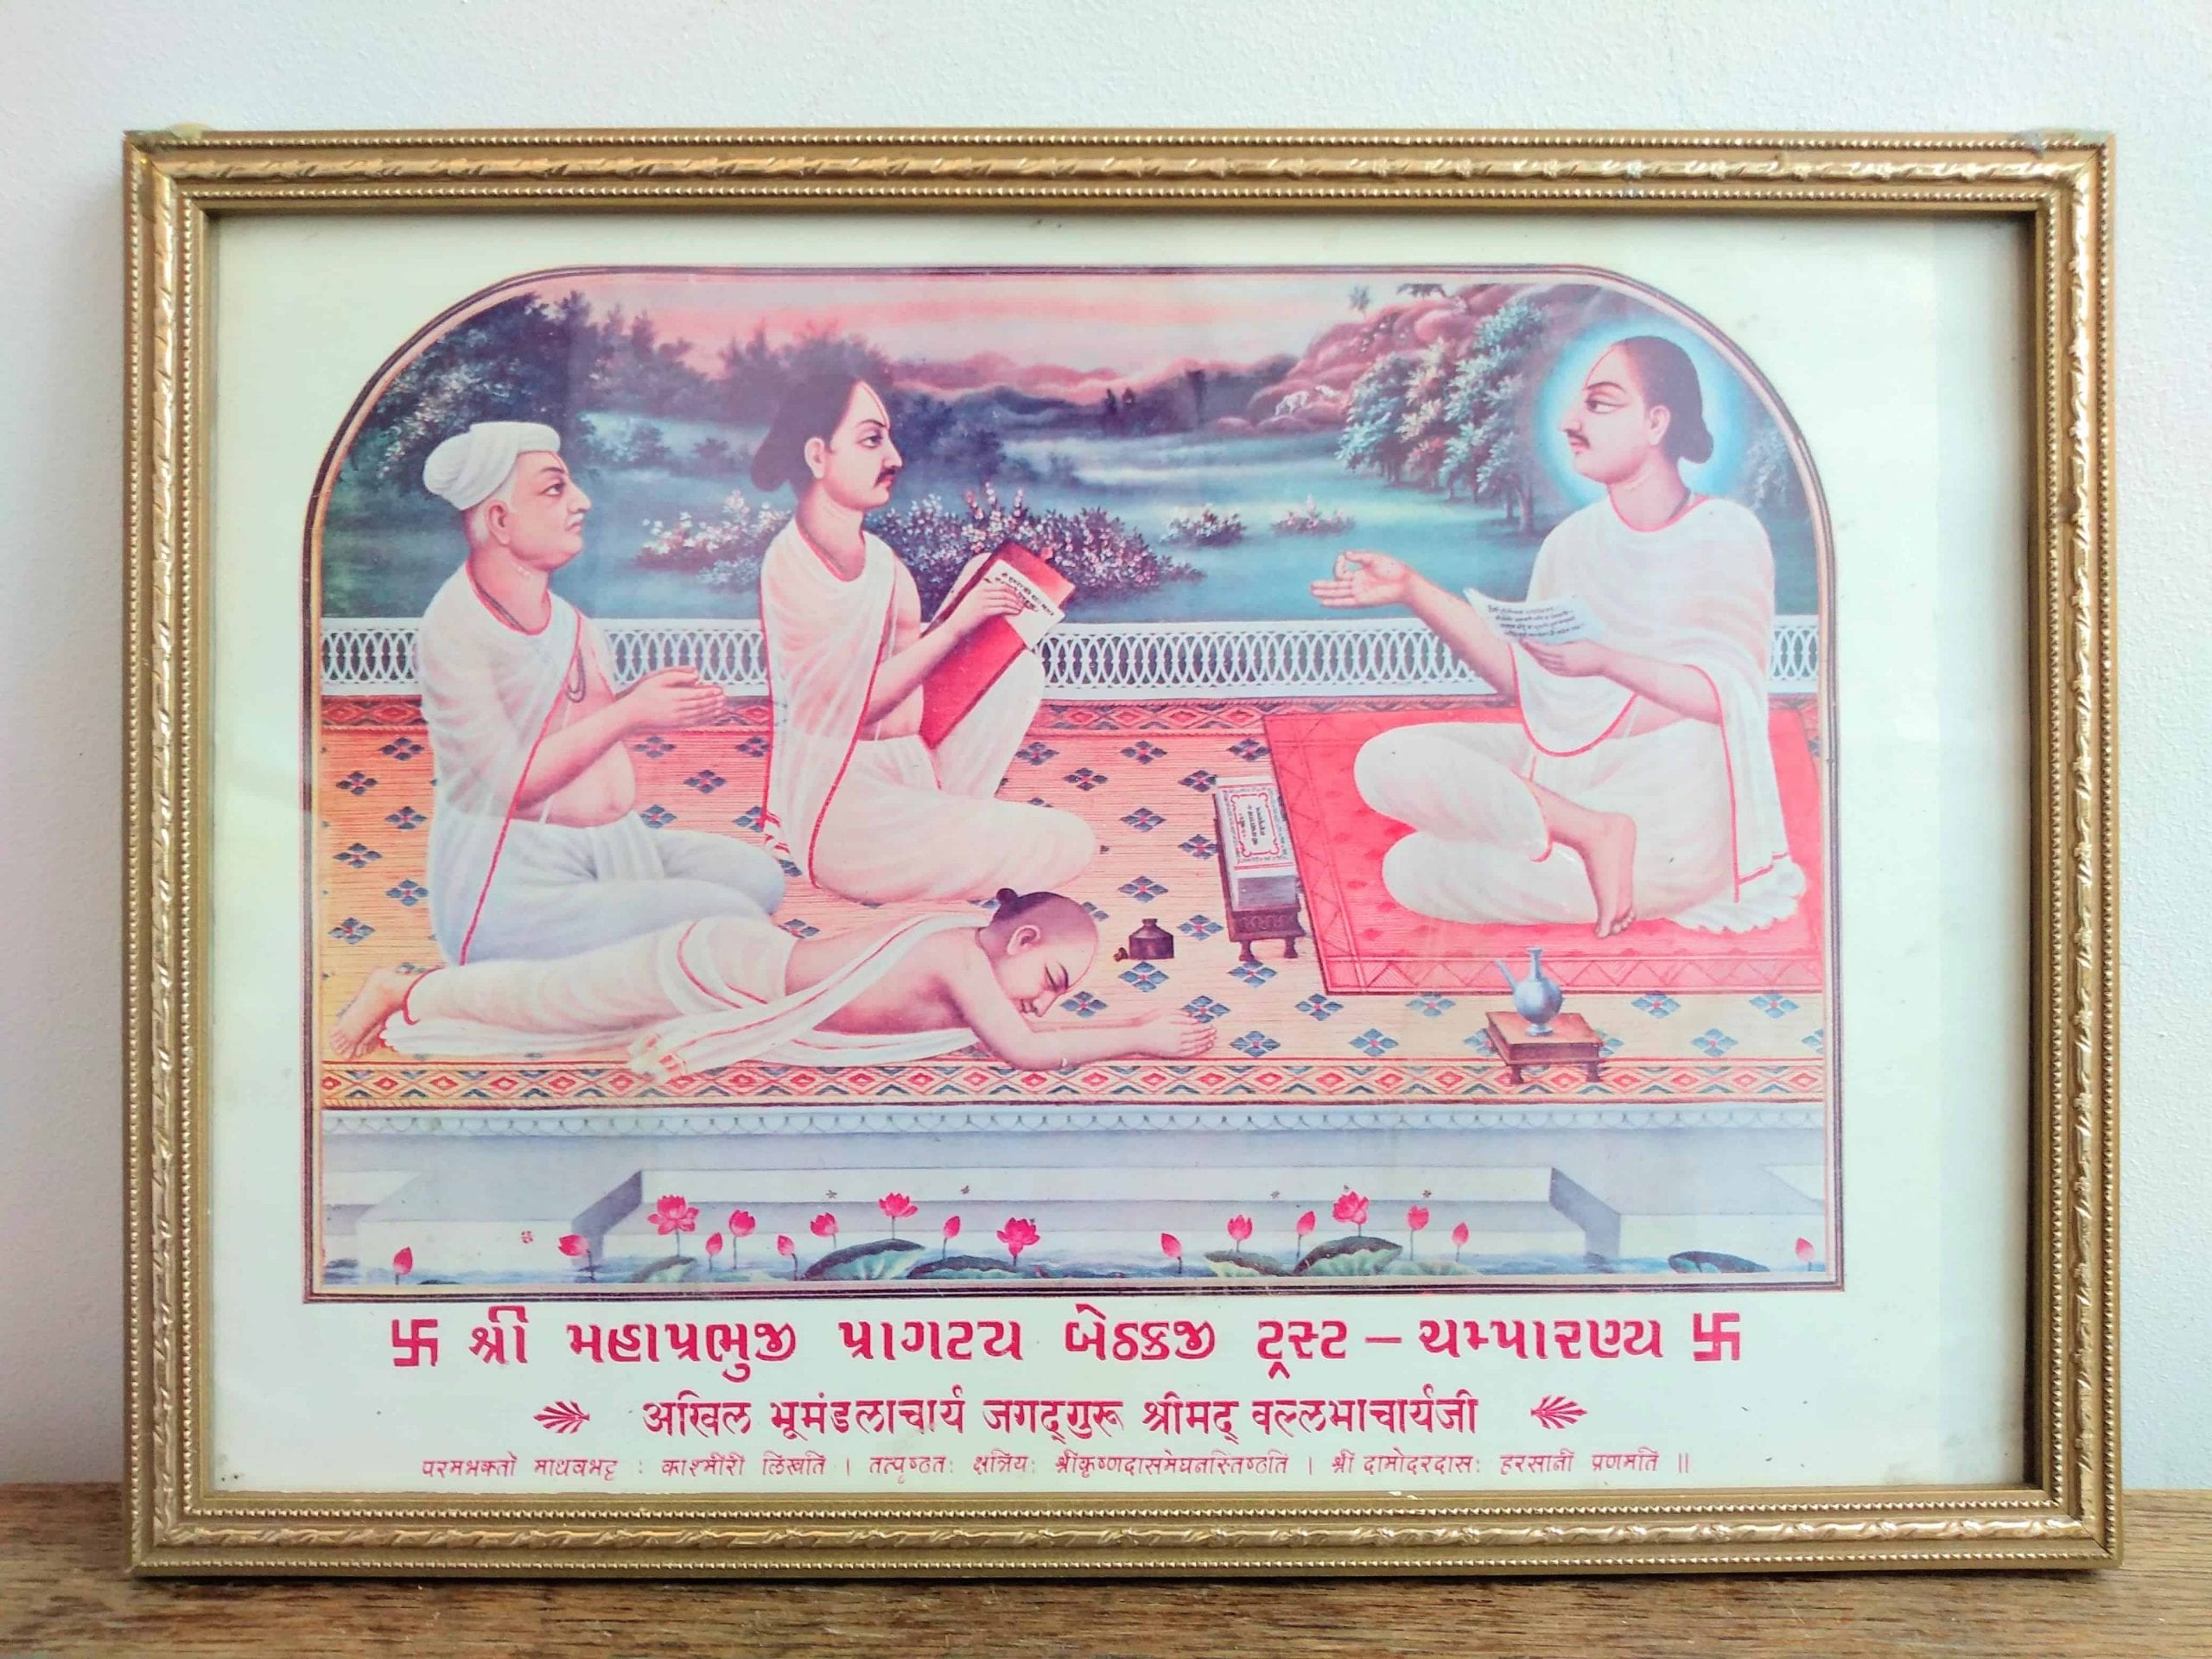 卐 શ્રી મહાપ્રભુજી પ્રાગટય બેઠકજી ટ્રસ્ટ – ચમ્પારણ્ય 卐
अखिल भूमंडलाचार्य जगद्‌गुरू श्रीमद् वल्लभाचार्यजी
परमभक्तो माधवभट्ट : काश्मीरी लिखति । तत्पृष्ठत: क्षत्रिय: श्रीकृष्णदासमेघनस्तिष्ठति । श्री दामोदरदास: हरसानी प्रणमति ॥